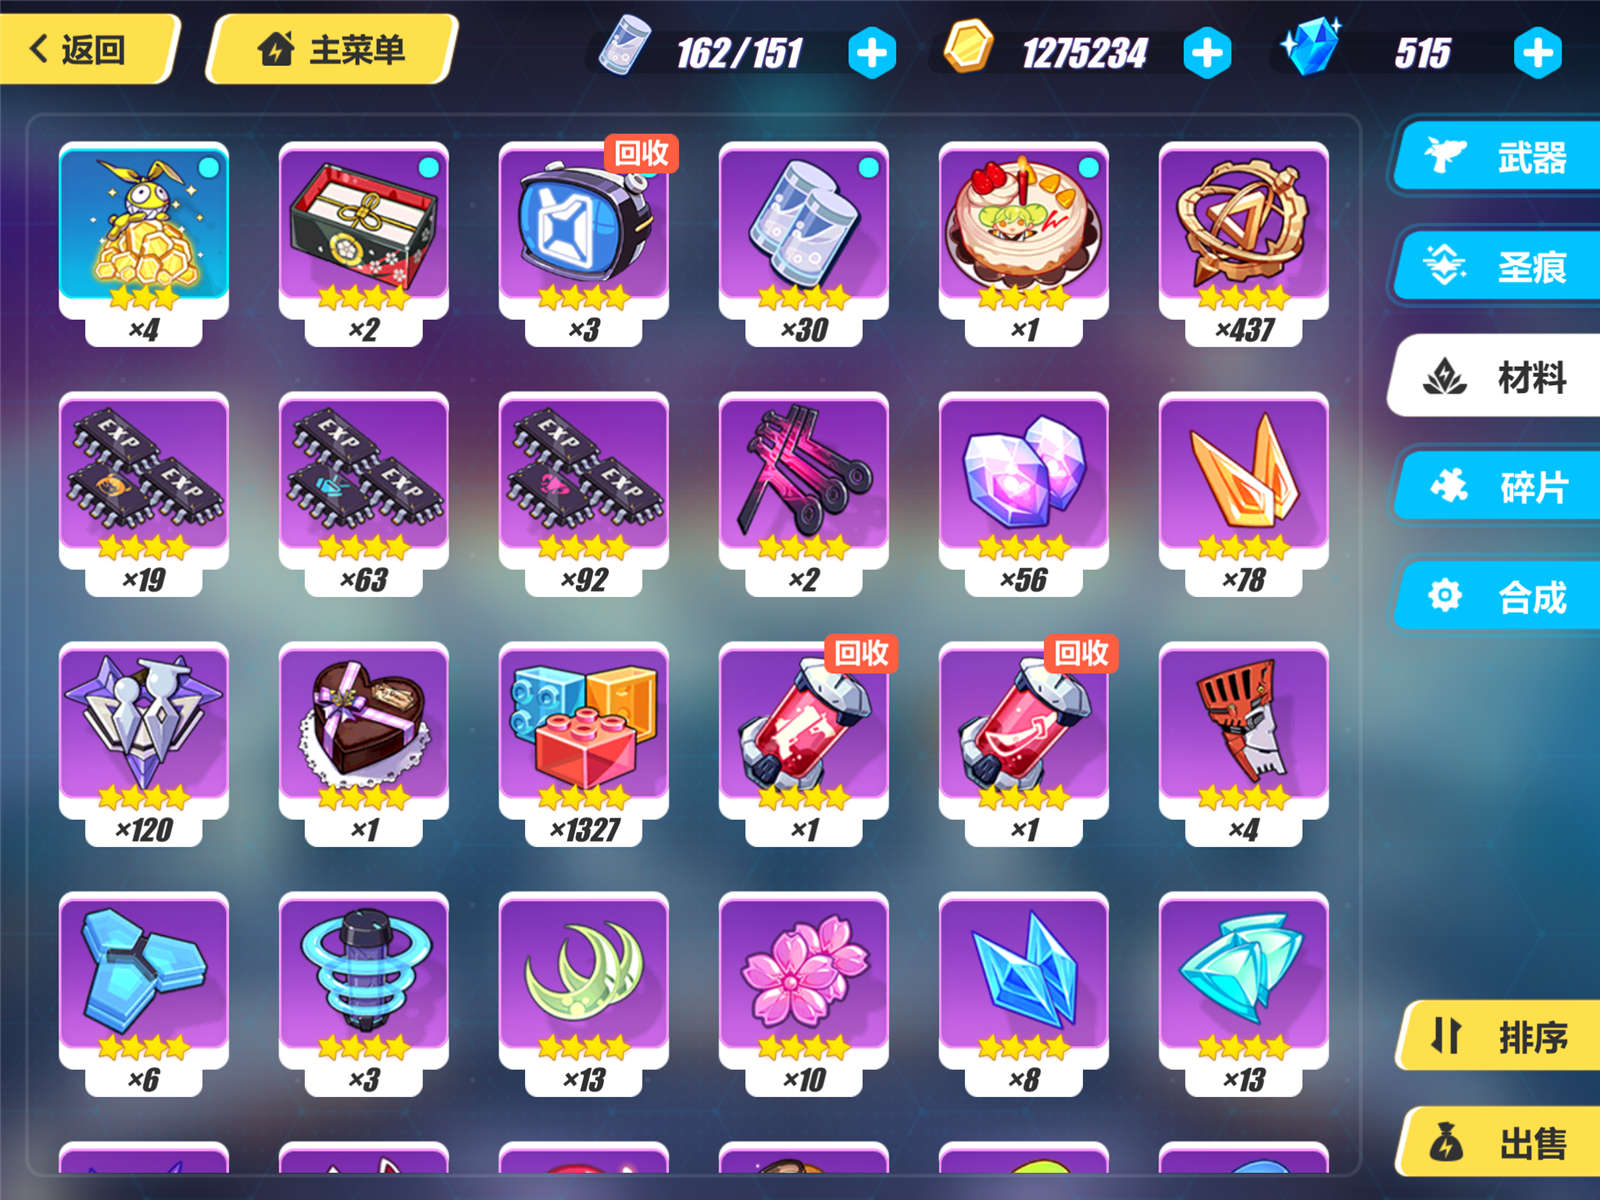 返回
主菜单
162/151
1275234
515
回收
×4
×2
×3
×30
×1
×437
EXP
EXP
EXP
EXP
EXP
EXP
×19
×63
×92
×2
×56
×78
回收
回收
×120
×1
×1327
×1
×1
×4
×6
×3
×13
×10
×8
×13
武器
圣痕
材料
碎片
合成
排序
出售